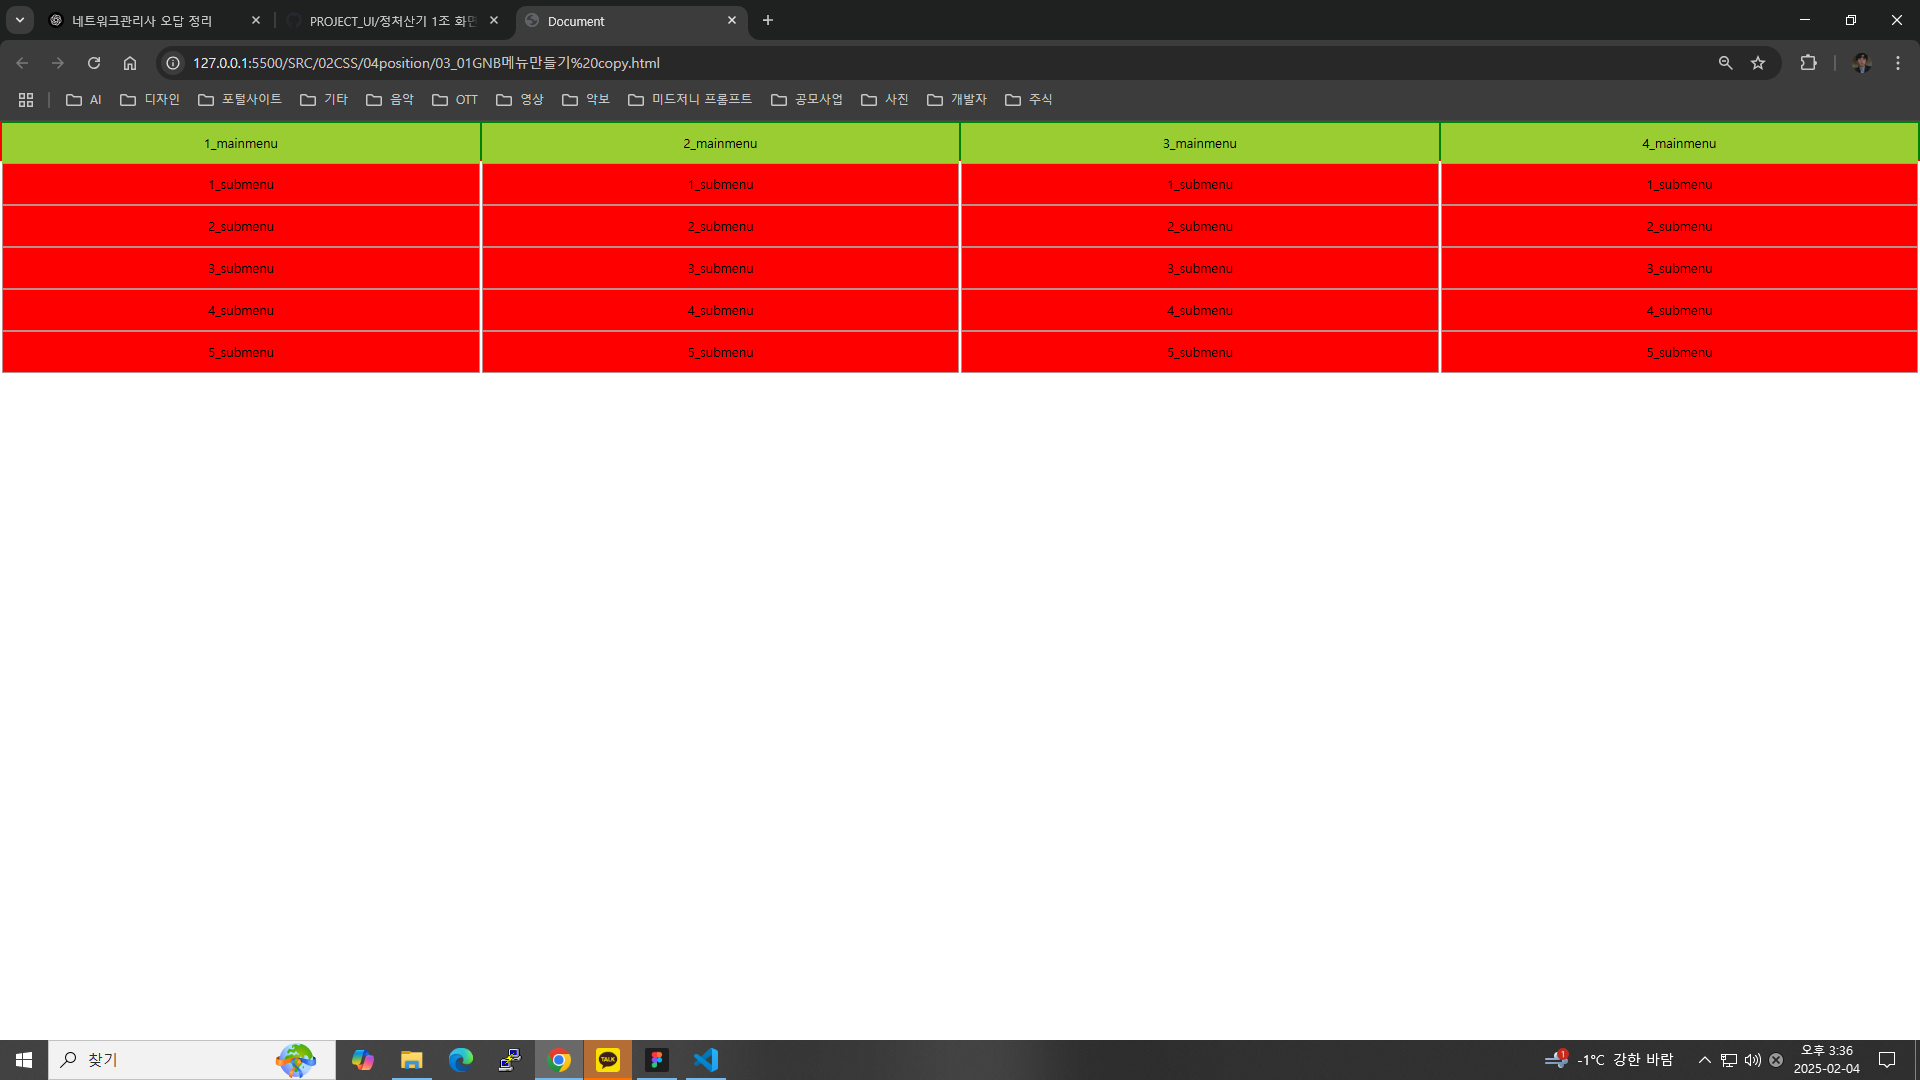 네트워크관리사 오답 정리
PROJECT_UI/정처산기 1조 화면
Document
127.0.0.1:5500/SRC/02CSS/04position/03_01GNB메뉴만들기%20copy.html
AI 디자인 포털사이트 기타 음악 OTT 영상 악보 미드저니 프롬프트 공모사업 사진 개발자 주식
1_mainmenu 2_mainmenu 3_mainmenu 4_mainmenu
1_submenu 1_submenu 1_submenu 1_submenu
2_submenu 2_submenu 2_submenu 2_submenu
3_submenu 3_submenu 3_submenu 3_submenu
4_submenu 4_submenu 4_submenu 4_submenu
5_submenu 5_submenu 5_submenu 5_submenu
찾기
TALK
1
-1°C 강한 바람
오후 3:36
2025-02-04